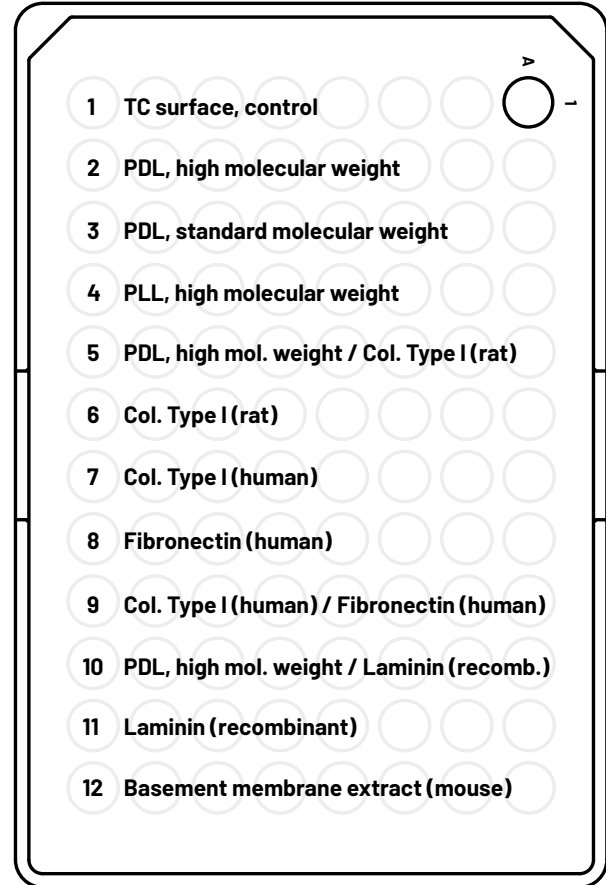 A
1
1 TC surface, control
2 PDL, high molecular weight
3 PDL, standard molecular weight
4 PLL, high molecular weight
5 PDL, high mol. weight / Col. Type I (rat)
6 Col. Type I (rat)
7 Col. Type I (human)
8 Fibronectin (human)
9 Col. Type I (human) / Fibronectin (human)
10 PDL, high mol. weight / Laminin (recomb.)
11 Laminin (recombinant)
12 Basement membrane extract (mouse)